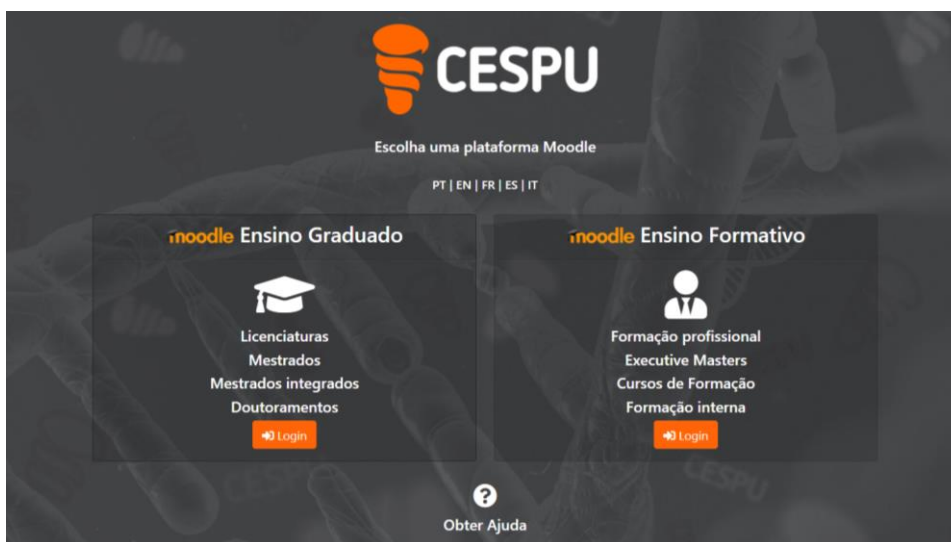 CESPU
Escolha uma plataforma Moodle
PT | EN | FR | ES | IT
moodle Ensino Graduado
Licenciaturas
Mestrados
Mestrados integrados
Doutoramentos
Login
moodle Ensino Formativo
Formação profissional
Executive Masters
Cursos de Formação
Formação interna
Login
?
Obter Ajuda